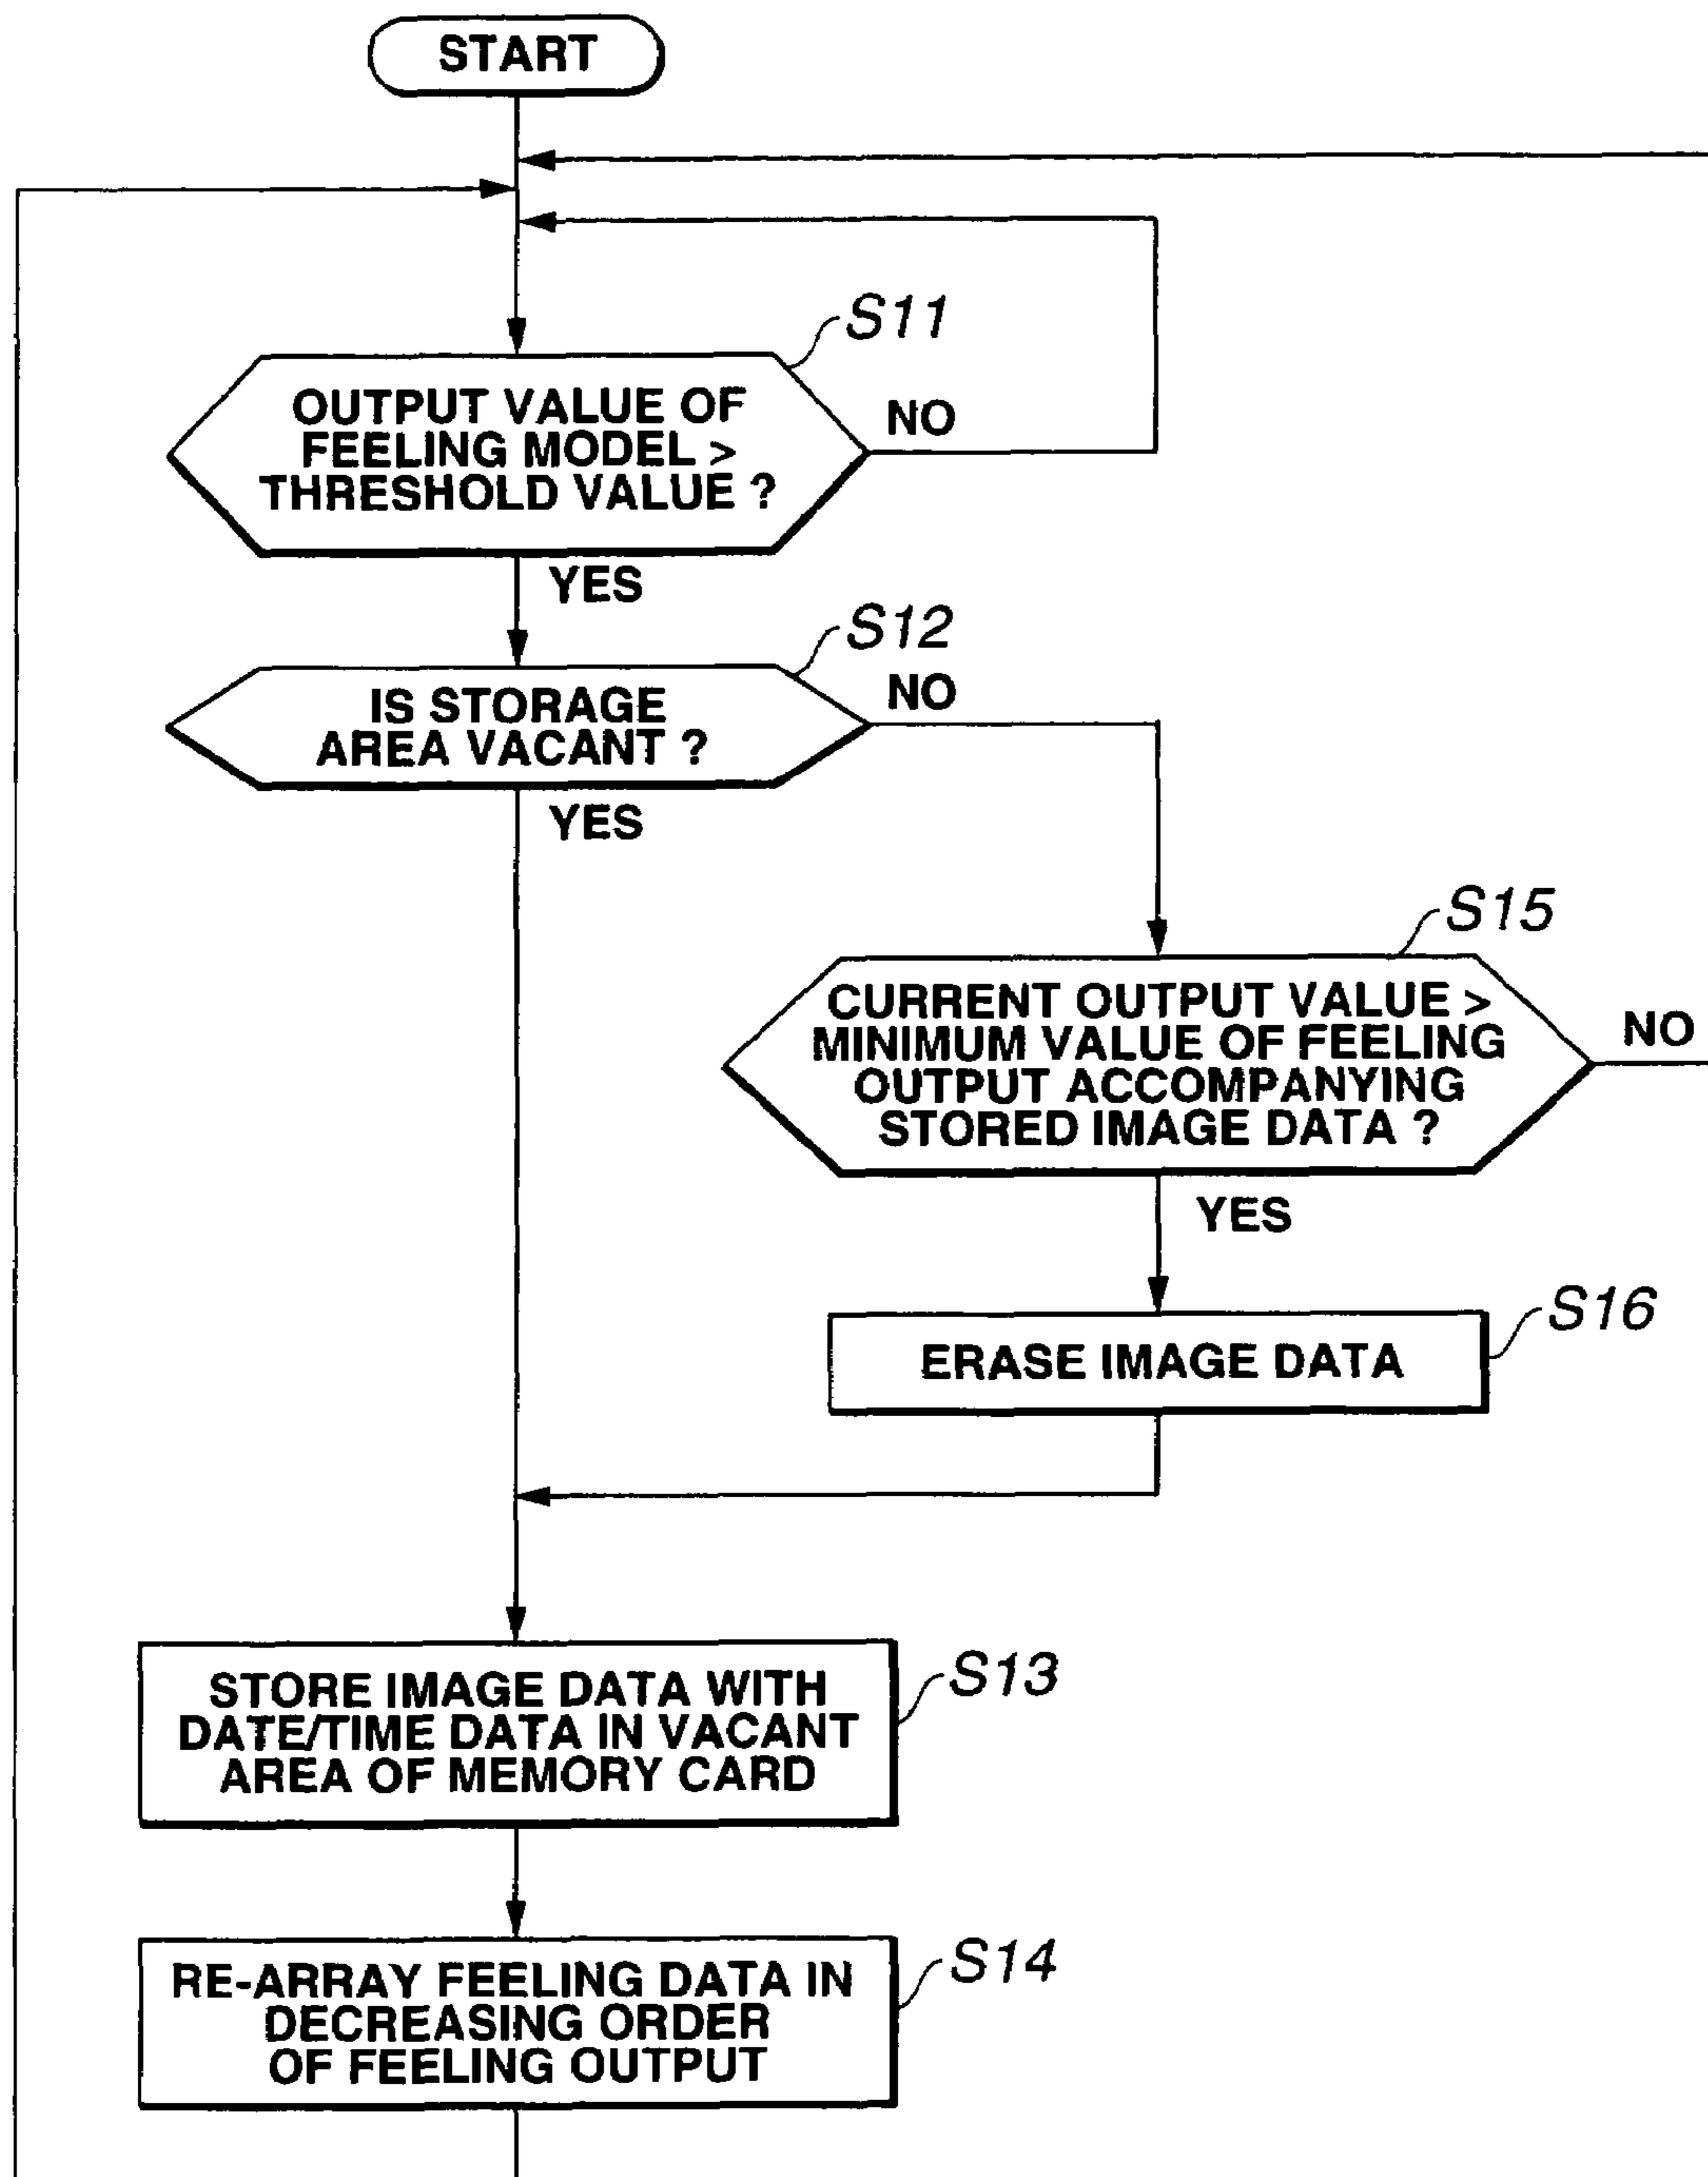 START
S11
OUTPUT VALUE OF
FEELING MODEL >
THRESHOLD VALUE ?
NO
YES
S12
IS STORAGE
AREA VACANT ?
NO
YES
S15
CURRENT OUTPUT VALUE >
MINIMUM VALUE OF FEELING
OUTPUT ACCOMPANYING
STORED IMAGE DATA ?
NO
YES
S16
ERASE IMAGE DATA
S13
STORE IMAGE DATA WITH
DATE/TIME DATA IN VACANT
AREA OF MEMORY CARD
S14
RE-ARRAY FEELING DATA IN
DECREASING ORDER
OF FEELING OUTPUT